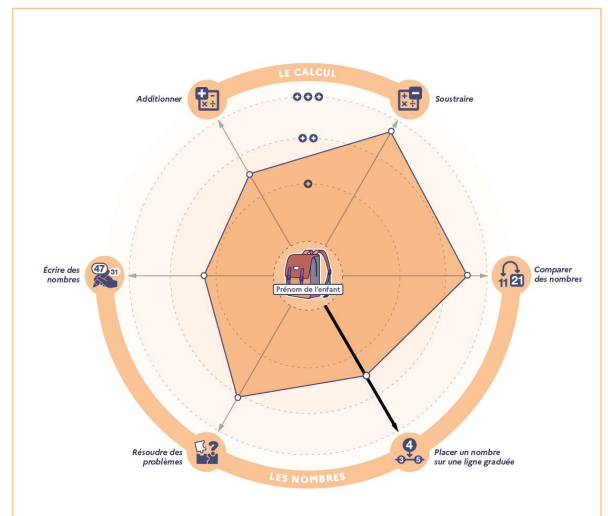 LE CALCUL
Additionner
Soustraire
Écrire des
nombres
47
31
Prénom de l'enfant
11 21
Comparer
des nombres
Résoudre des
problèmes
?
4
3 5
Placer un nombre
sur une ligne graduée
LES NOMBRES